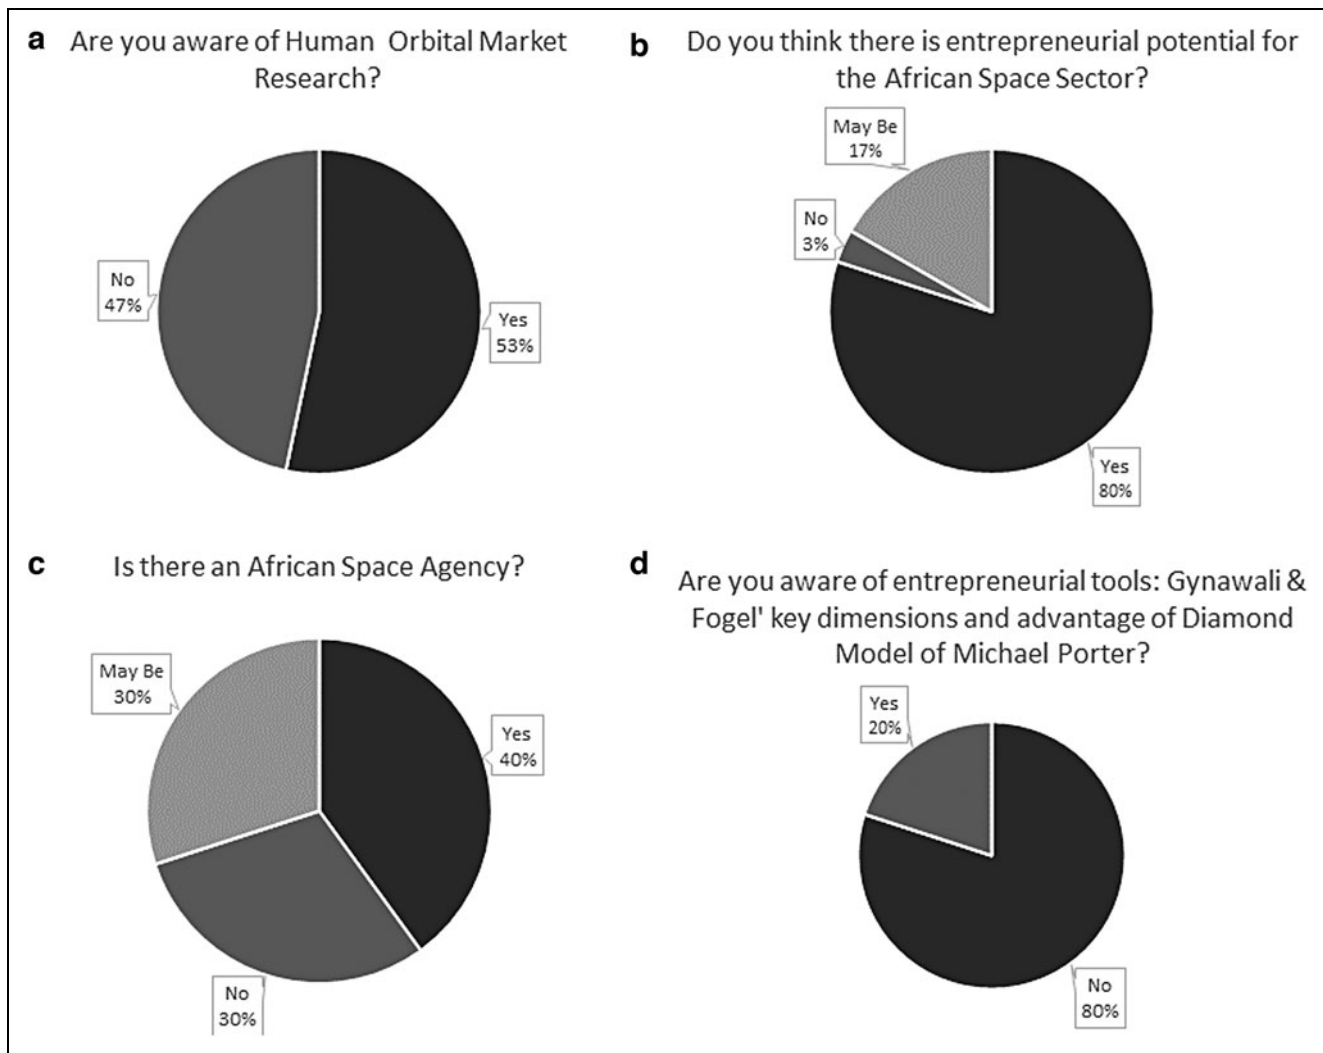 a Are you aware of Human Orbital Market
Research?
No
47%
Yes
53%
b Do you think there is entrepreneurial potential for
the African Space Sector?
May Be
17%
No
3%
Yes
80%
c Is there an African Space Agency?
May Be
30%
Yes
40%
No
30%
d Are you aware of entrepreneurial tools: Gynawali &
Fogel' key dimensions and advantage of Diamond
Model of Michael Porter?
Yes
20%
No
80%